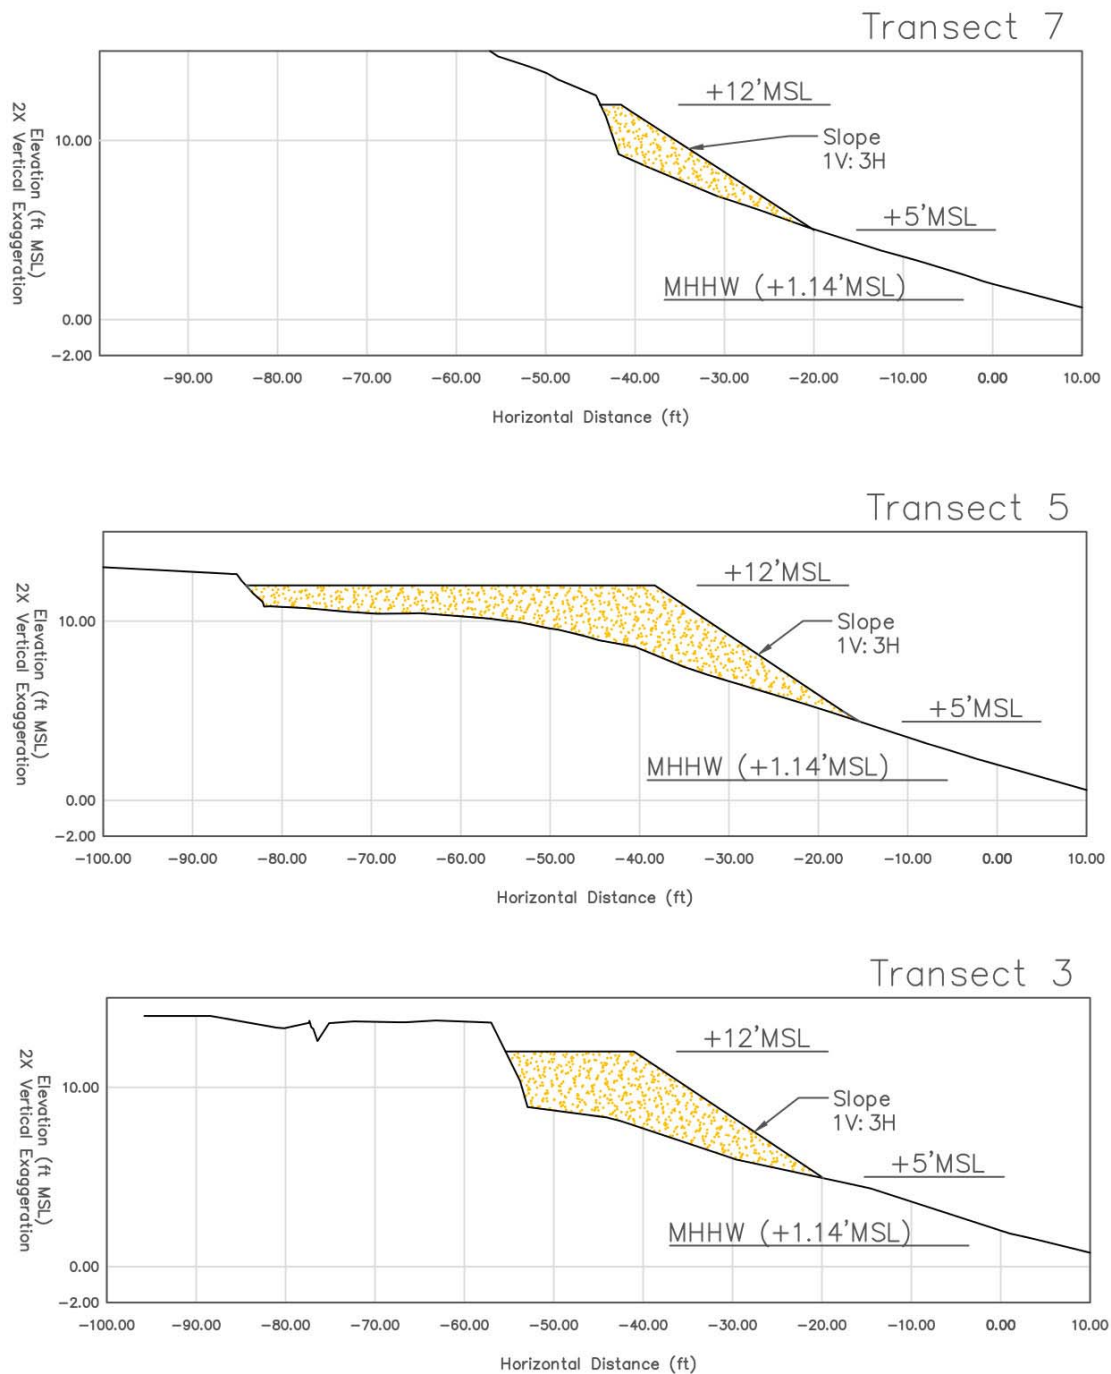 Transect 7
+12'MSL
Slope
1V:3H
+5'MSL
MHHW (+1.14'MSL)
Elevation (ft MSL)
2X Vertical Exaggeration
10.00
0.00
-2.00
-90.00 -80.00 -70.00 -60.00 -50.00 -40.00 -30.00 -20.00 -10.00 0.00 10.00
Horizontal Distance (ft)
Transect 5
+12'MSL
Slope
1V:3H
+5'MSL
MHHW (+1.14'MSL)
Elevation (ft MSL)
2X Vertical Exaggeration
10.00
0.00
-2.00
-100.00 -90.00 -80.00 -70.00 -60.00 -50.00 -40.00 -30.00 -20.00 -10.00 0.00 10.00
Horizontal Distance (ft)
Transect 3
+12'MSL
Slope
1V:3H
+5'MSL
MHHW (+1.14'MSL)
Elevation (ft MSL)
2X Vertical Exaggeration
10.00
0.00
-2.00
-100.00 -90.00 -80.00 -70.00 -60.00 -50.00 -40.00 -30.00 -20.00 -10.00 0.00 10.00
Horizontal Distance (ft)